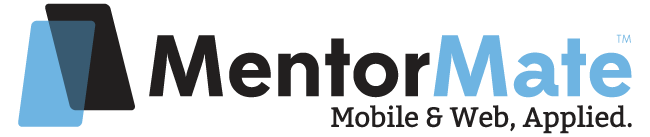 MentorMate™
Mobile & Web, Applied.